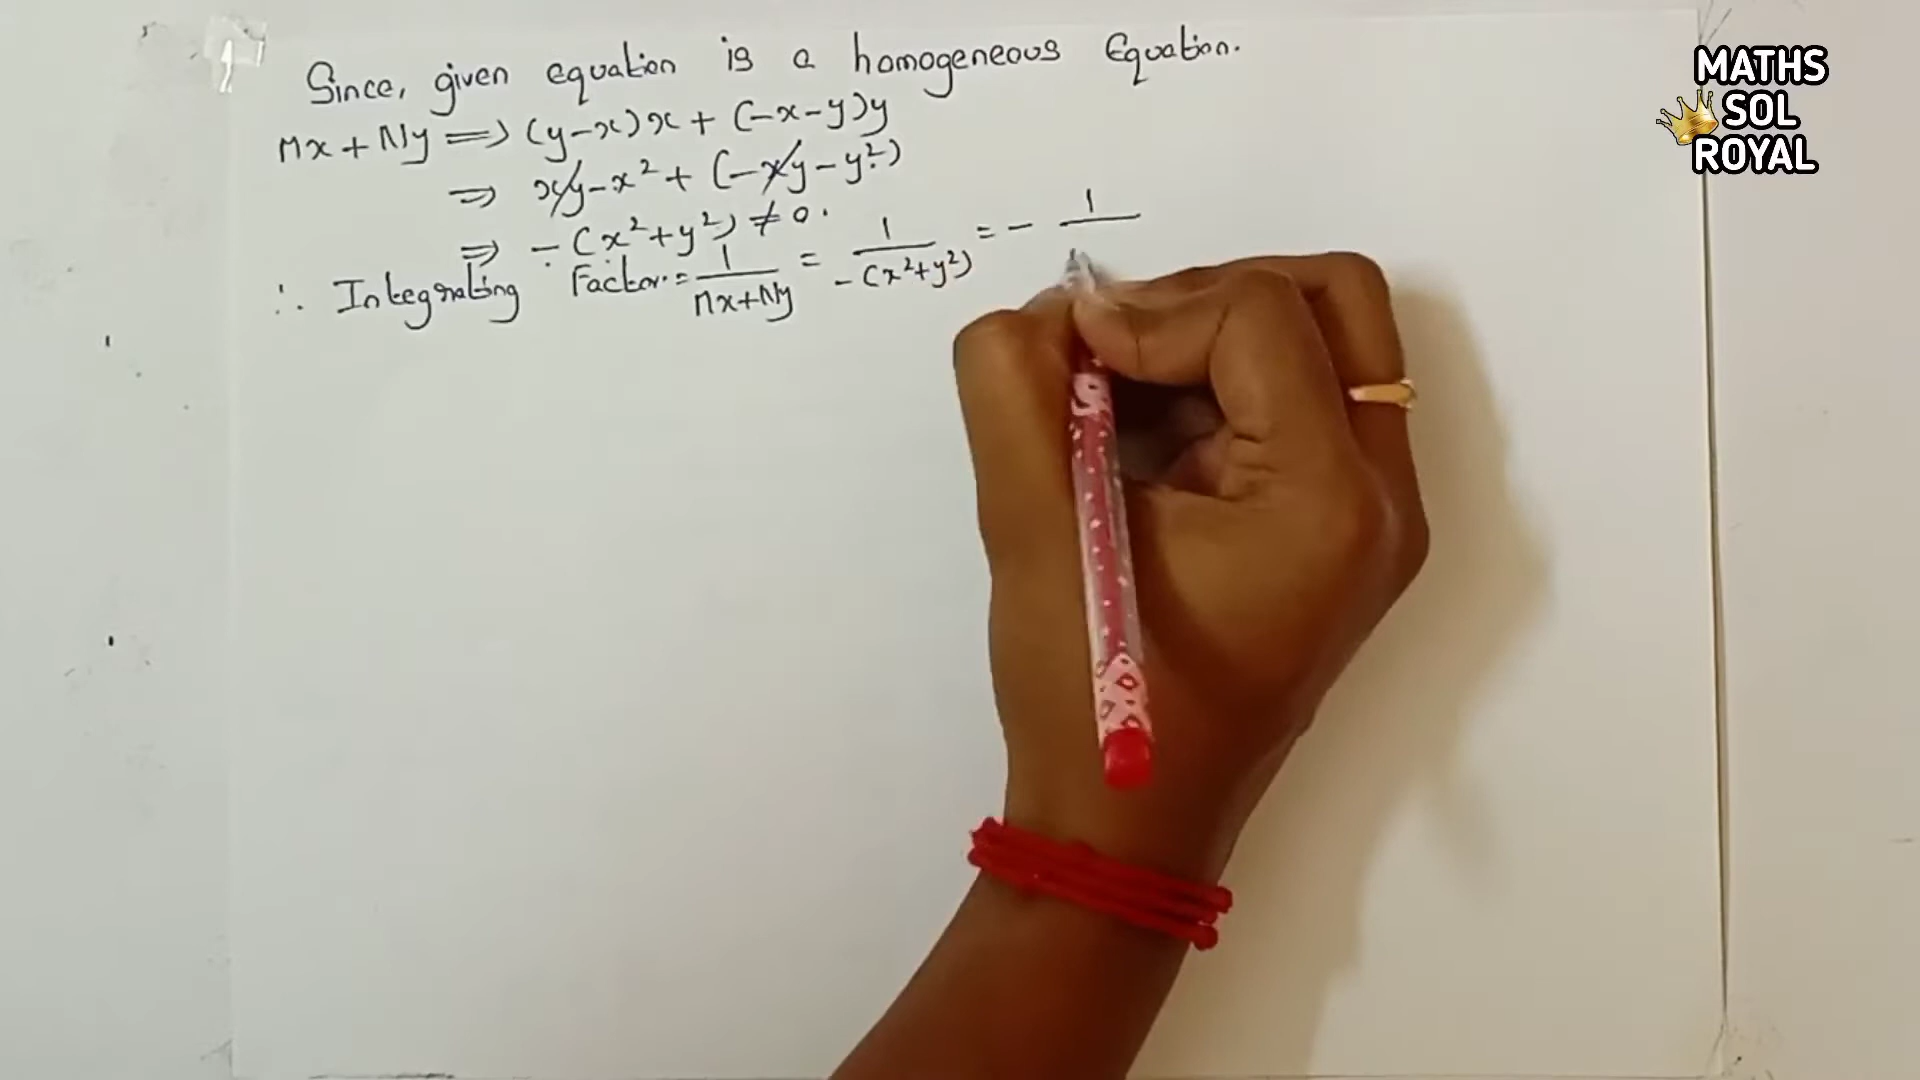 Since, given equation is a homogeneous Equation.
Mx + Ny ⟹ (y-x)x + (-x-y)y
⟹ xy - x² + (-xy - y²)
⟹ -(x² + y²) ≠ 0.
∴ Integrating Factor = 1/(Mx+Ny) = 1/-(x²+y²) = - 1/
MATHS
SOL
ROYAL